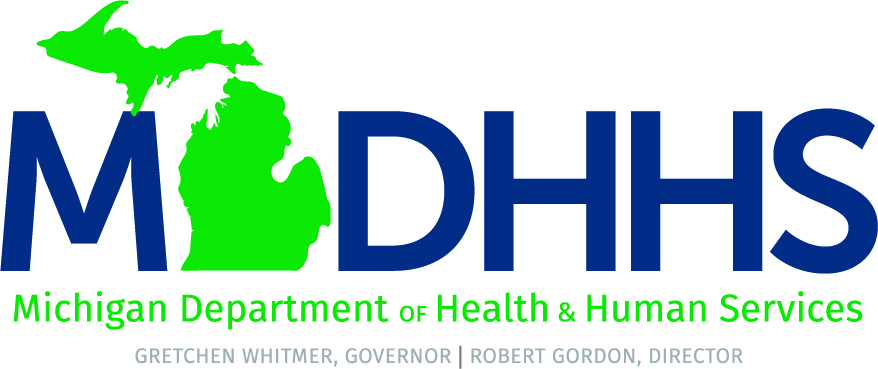 MDHHS
Michigan Department OF Health & Human Services
GRETCHEN WHITMER, GOVERNOR | ROBERT GORDON, DIRECTOR